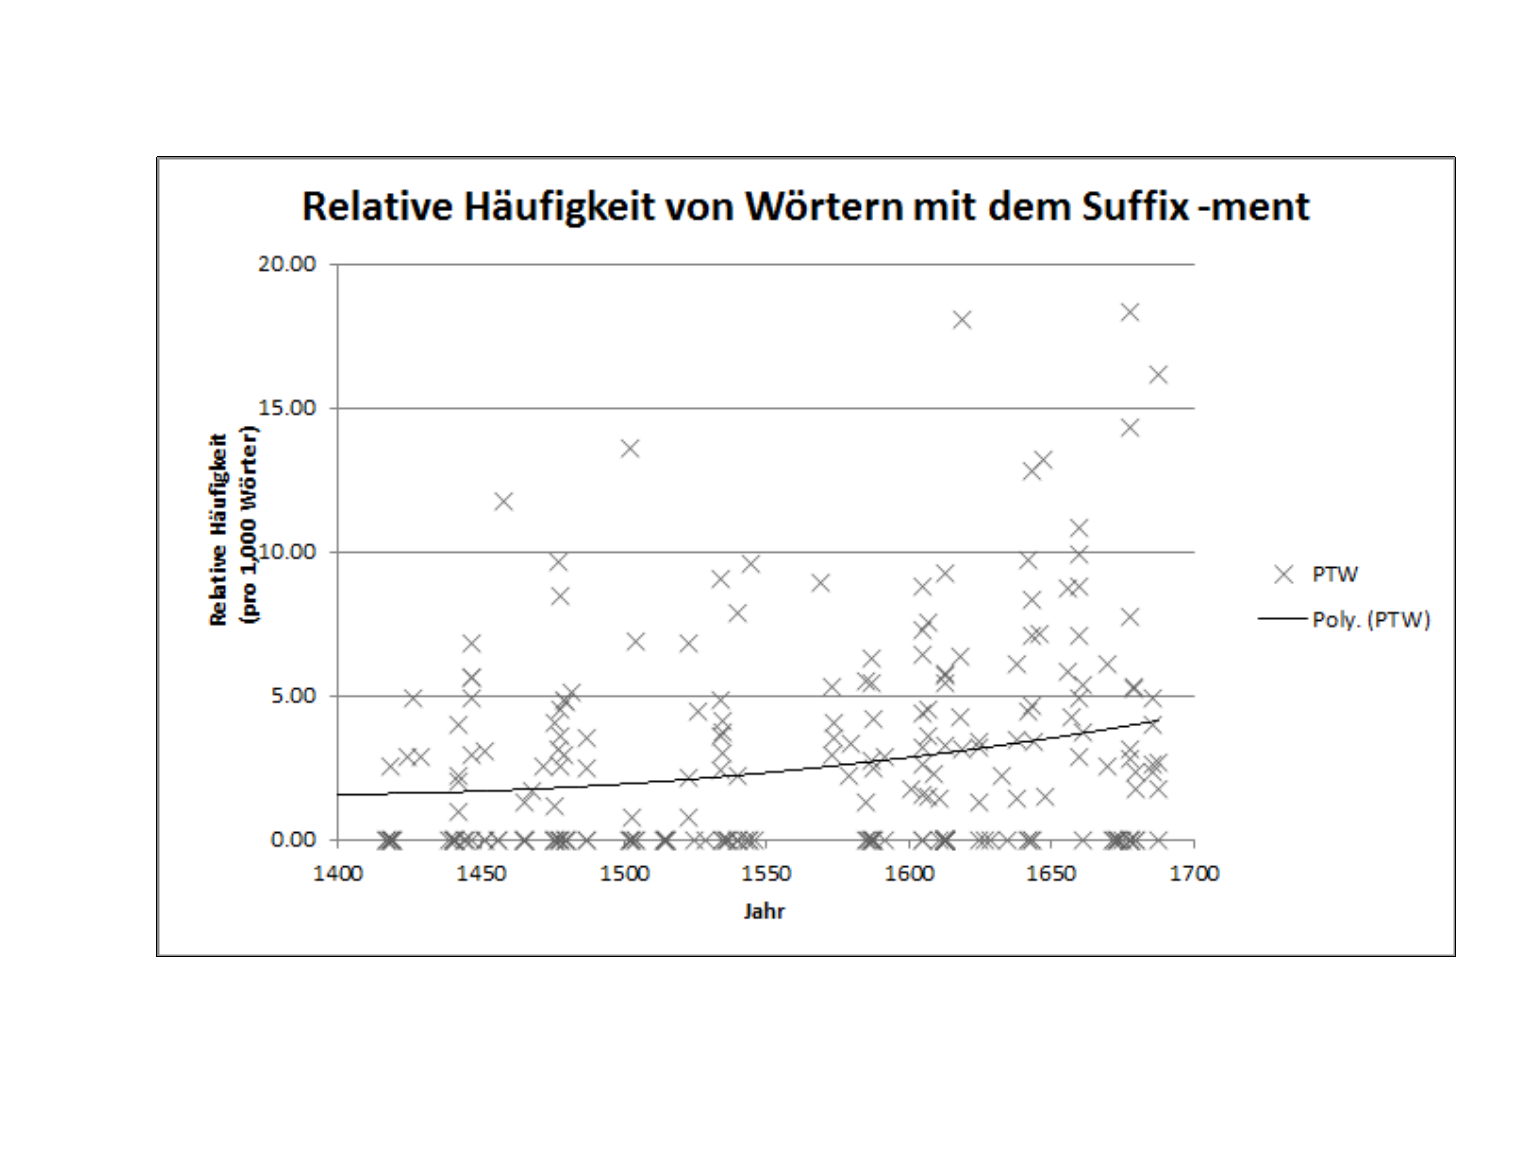 Relative Häufigkeit von Wörtern mit dem Suffix -ment
20.00
15.00
10.00
5.00
0.00
Relative Häufigkeit
(pro 1,000 Wörter)
1400 1450 1500 1550 1600 1650 1700
Jahr
PTW
Poly. (PTW)